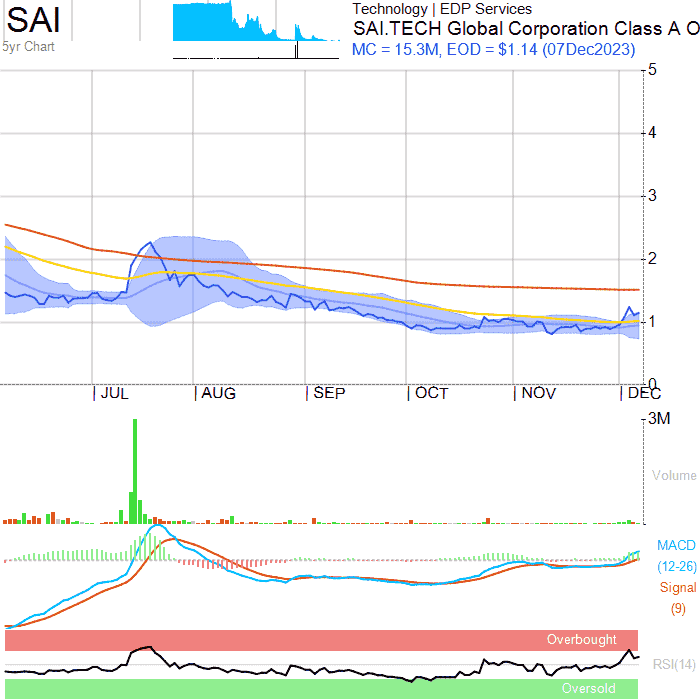 SAI
5yr Chart
Technology | EDP Services
SAI.TECH Global Corporation Class A O
MC = 15.3M, EOD = $1.14 (07Dec2023)
5
4
3
2
1
0
JUL AUG SEP OCT NOV DEC
3M
Volume
MACD
(12-26)
Signal
(9)
Overbought
RSI(14)
Oversold